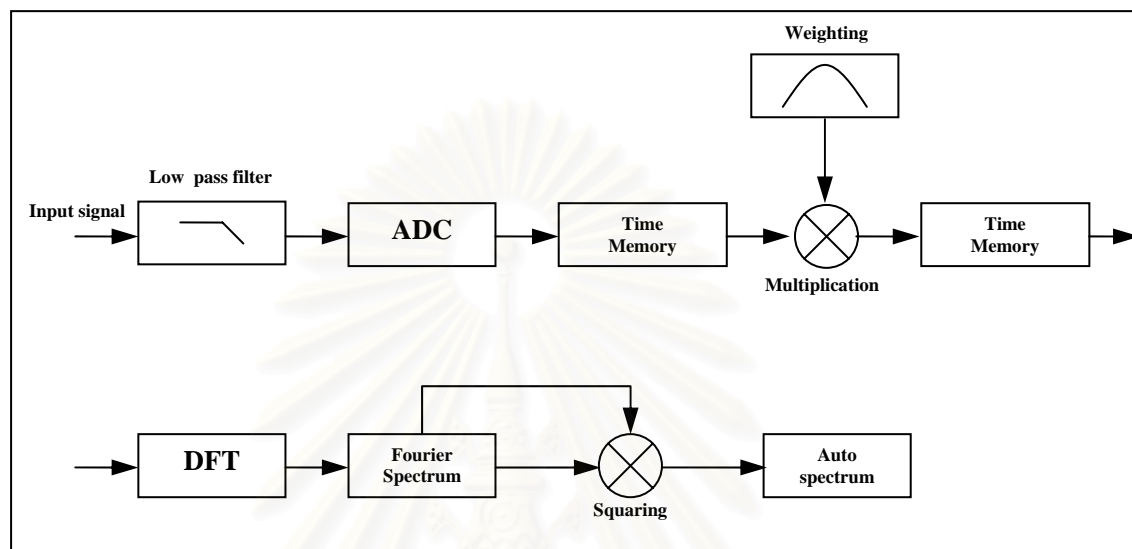 Weighting
Low pass filter
Input signal
ADC
Time
Memory
Time
Memory
Multiplication
DFT
Fourier
Spectrum
Auto
spectrum
Squaring